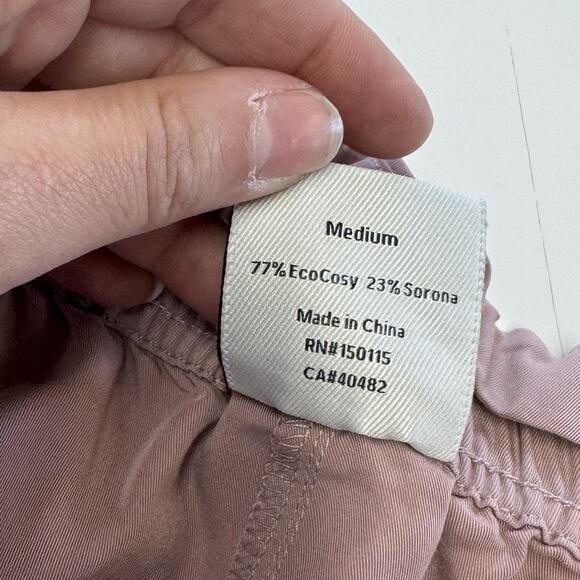 Medium
77% EcoCosy 23% Sorona
Made in China
RN#150115
CA#40482